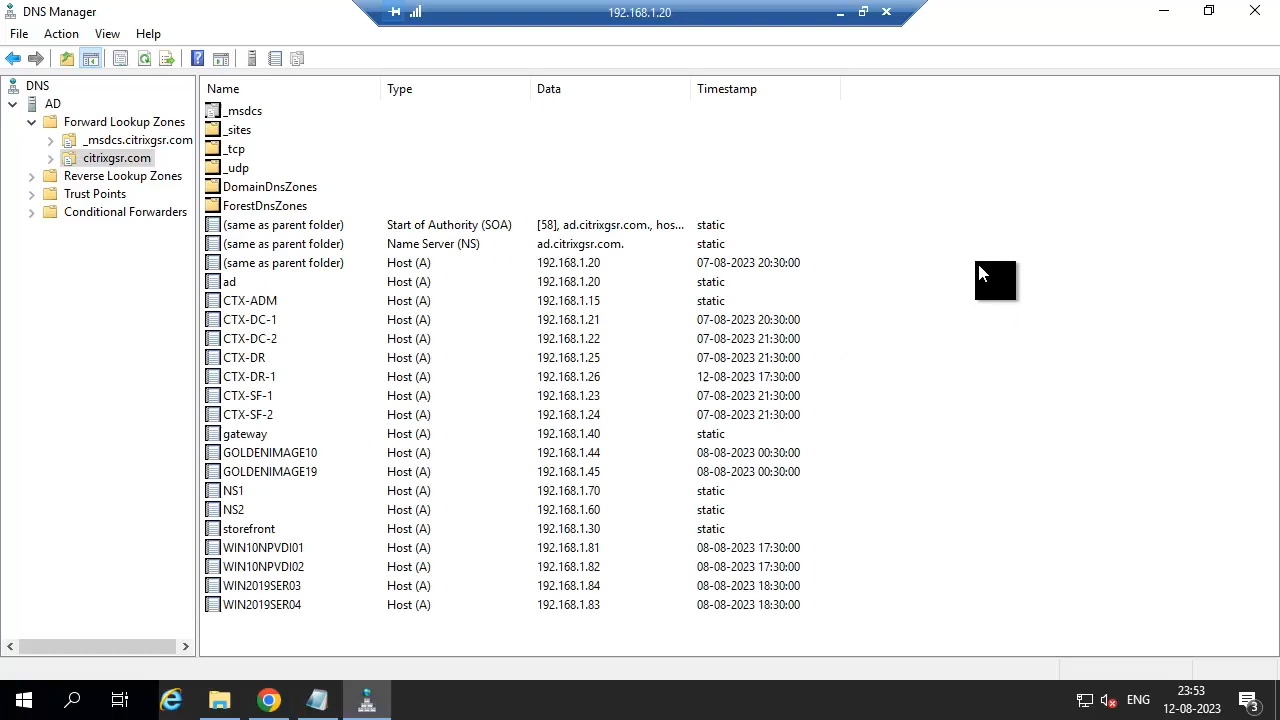 DNS Manager
192.168.1.20
File Action View Help
DNS
AD
Forward Lookup Zones
_msdcs.citrixgsr.com
citrixgsr.com
Reverse Lookup Zones
Trust Points
Conditional Forwarders
Name Type Data Timestamp
_msdcs
_sites
_tcp
_udp
DomainDnsZones
ForestDnsZones
(same as parent folder) Start of Authority (SOA) [58], ad.citrixgsr.com., hos... static
(same as parent folder) Name Server (NS) ad.citrixgsr.com. static
(same as parent folder) Host (A) 192.168.1.20 07-08-2023 20:30:00
ad Host (A) 192.168.1.20 static
CTX-ADM Host (A) 192.168.1.15 static
CTX-DC-1 Host (A) 192.168.1.21 07-08-2023 20:30:00
CTX-DC-2 Host (A) 192.168.1.22 07-08-2023 21:30:00
CTX-DR Host (A) 192.168.1.25 07-08-2023 21:30:00
CTX-DR-1 Host (A) 192.168.1.26 12-08-2023 17:30:00
CTX-SF-1 Host (A) 192.168.1.23 07-08-2023 21:30:00
CTX-SF-2 Host (A) 192.168.1.24 07-08-2023 21:30:00
gateway Host (A) 192.168.1.40 static
GOLDENIMAGE10 Host (A) 192.168.1.44 08-08-2023 00:30:00
GOLDENIMAGE19 Host (A) 192.168.1.45 08-08-2023 00:30:00
NS1 Host (A) 192.168.1.70 static
NS2 Host (A) 192.168.1.60 static
storefront Host (A) 192.168.1.30 static
WIN10NPVDI01 Host (A) 192.168.1.81 08-08-2023 17:30:00
WIN10NPVDI02 Host (A) 192.168.1.82 08-08-2023 17:30:00
WIN2019SER03 Host (A) 192.168.1.84 08-08-2023 18:30:00
WIN2019SER04 Host (A) 192.168.1.83 08-08-2023 18:30:00
ENG
23:53
12-08-2023
3